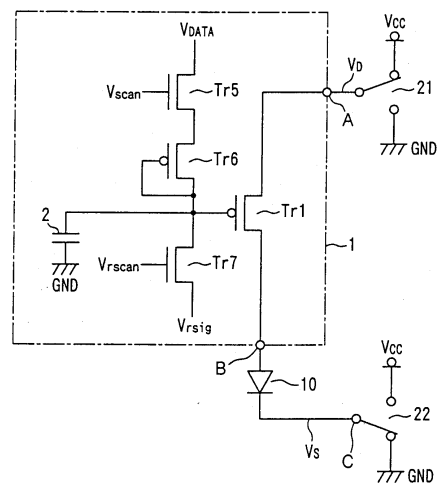 VDATA
Vcc
VD
Vscan
Tr5
21
A
GND
Tr6
2
Tr1
1
GND
Vrscan
Tr7
Vrsig
B
Vcc
10
22
Vs
C
GND